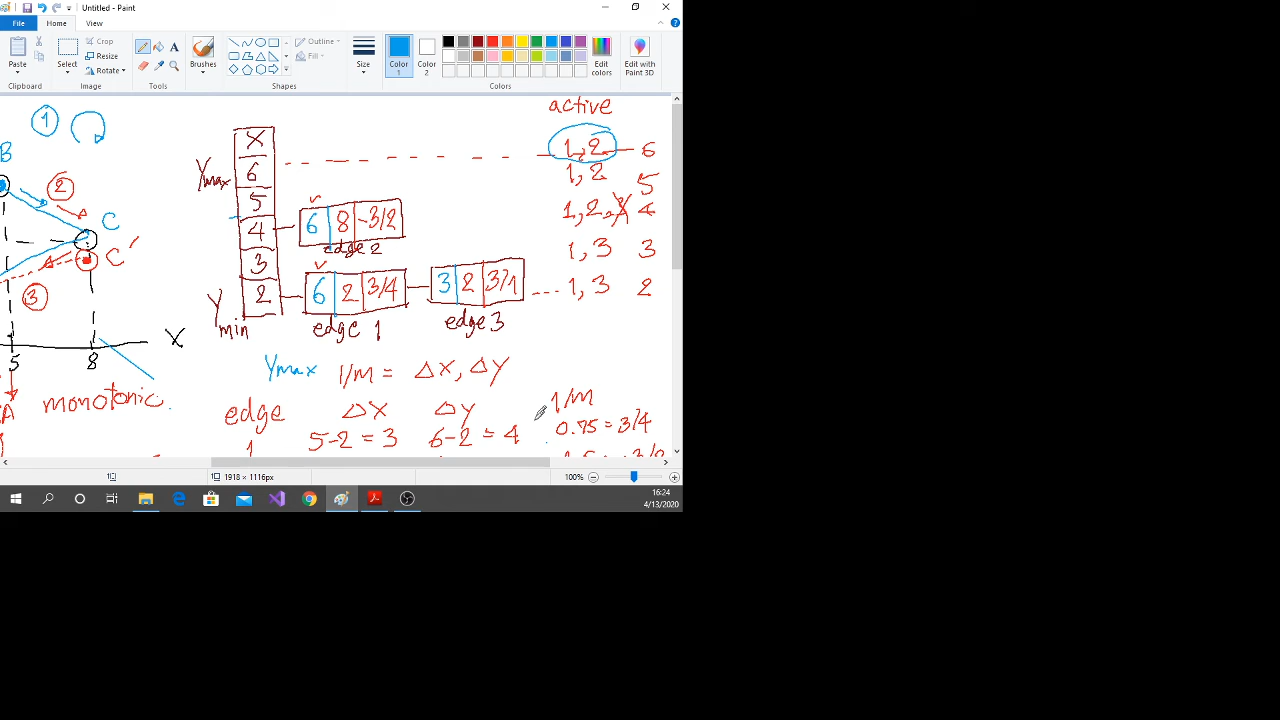 Untitled - Paint
File
Home
View
Paste
Clipboard
Select
Crop
Resize
Rotate
Image
Tools
Brushes
Shapes
Outline
Fill
Size
Color 1
Color 2
Colors
Edit colors
Edit with Paint 3D
active
1
B
2
C
C'
3
X
5
8
A
monotonic.
X
6
5
4
3
2
Ymax
Y min
6 8 -3/2
edge 2
6 2 3/4
edge 1
3 2 3/1
edge 3
1, 2 6
1, 2 5
1, 2, 4
1, 3 3
1, 3 2
Ymax 1/M = ΔX, ΔY
edge ΔX ΔY 1/M
1 5-2 = 3 6-2 = 4 0.75 = 3/4
1918 × 1116px
100%
16:24
4/13/2020